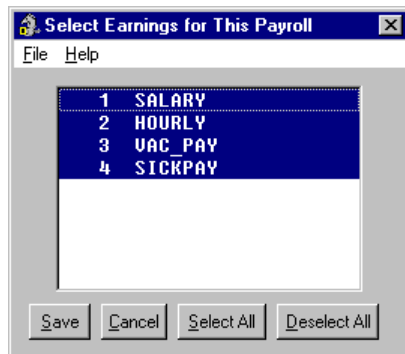 Select Earnings for This Payroll
File Help
1 SALARY
2 HOURLY
3 VAC_PAY
4 SICKPAY
Save Cancel Select All Deselect All